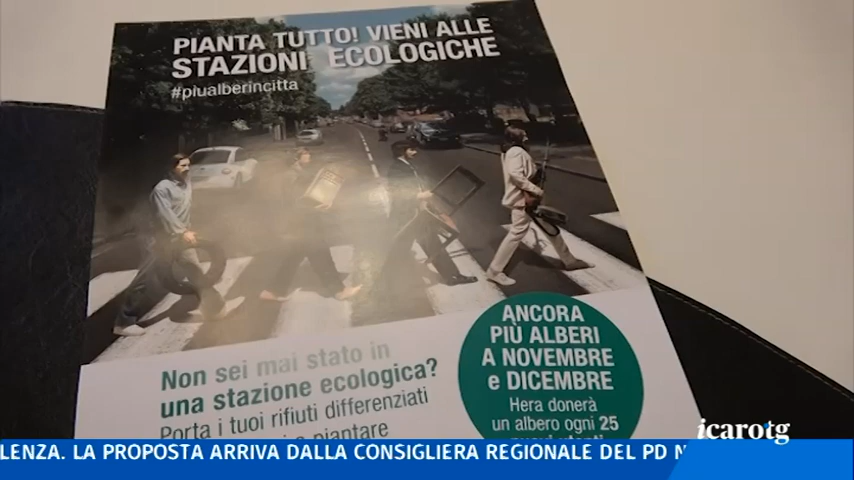 PIANTA TUTTO! VIENI ALLE
STAZIONI ECOLOGICHE
#piualberincitta
Non sei mai stato in
una stazione ecologica?
Porta i tuoi rifiuti differenziati
piantare
ANCORA
PIÙ ALBERI
A NOVEMBRE
e DICEMBRE
Hera donerà
un albero ogni 25
icarotg
LENZA. LA PROPOSTA ARRIVA DALLA CONSIGLIERA REGIONALE DEL PD N